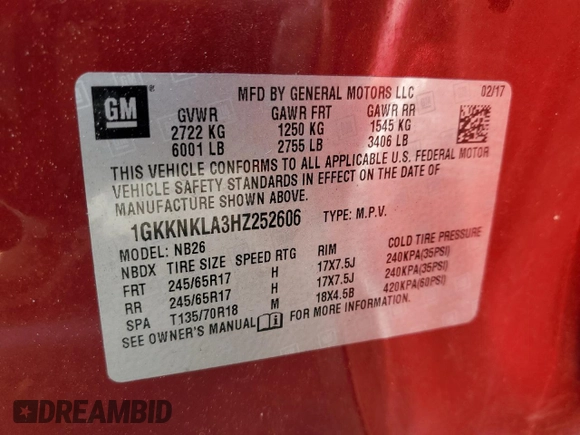 GM
MFD BY GENERAL MOTORS LLC 02/17
GVWR GAWR FRT GAWR RR
2722 KG 1250 KG 1545 KG
6001 LB 2755 LB 3406 LB
THIS VEHICLE CONFORMS TO ALL APPLICABLE U.S. FEDERAL MOTOR
VEHICLE SAFETY STANDARDS IN EFFECT ON THE DATE OF
MANUFACTURE SHOWN ABOVE.
1GKKNKLA3HZ252606 TYPE: M.P.V.
MODEL: NB26
NBDX TIRE SIZE SPEED RTG RIM COLD TIRE PRESSURE
FRT 245/65R17 H 17X7.5J 240KPA(35PSI)
RR 245/65R17 H 17X7.5J 240KPA(35PSI)
SPA T135/70R18 M 18X4.5B 420KPA(60PSI)
SEE OWNER'S MANUAL FOR MORE INFORMATION.
DREAMBID